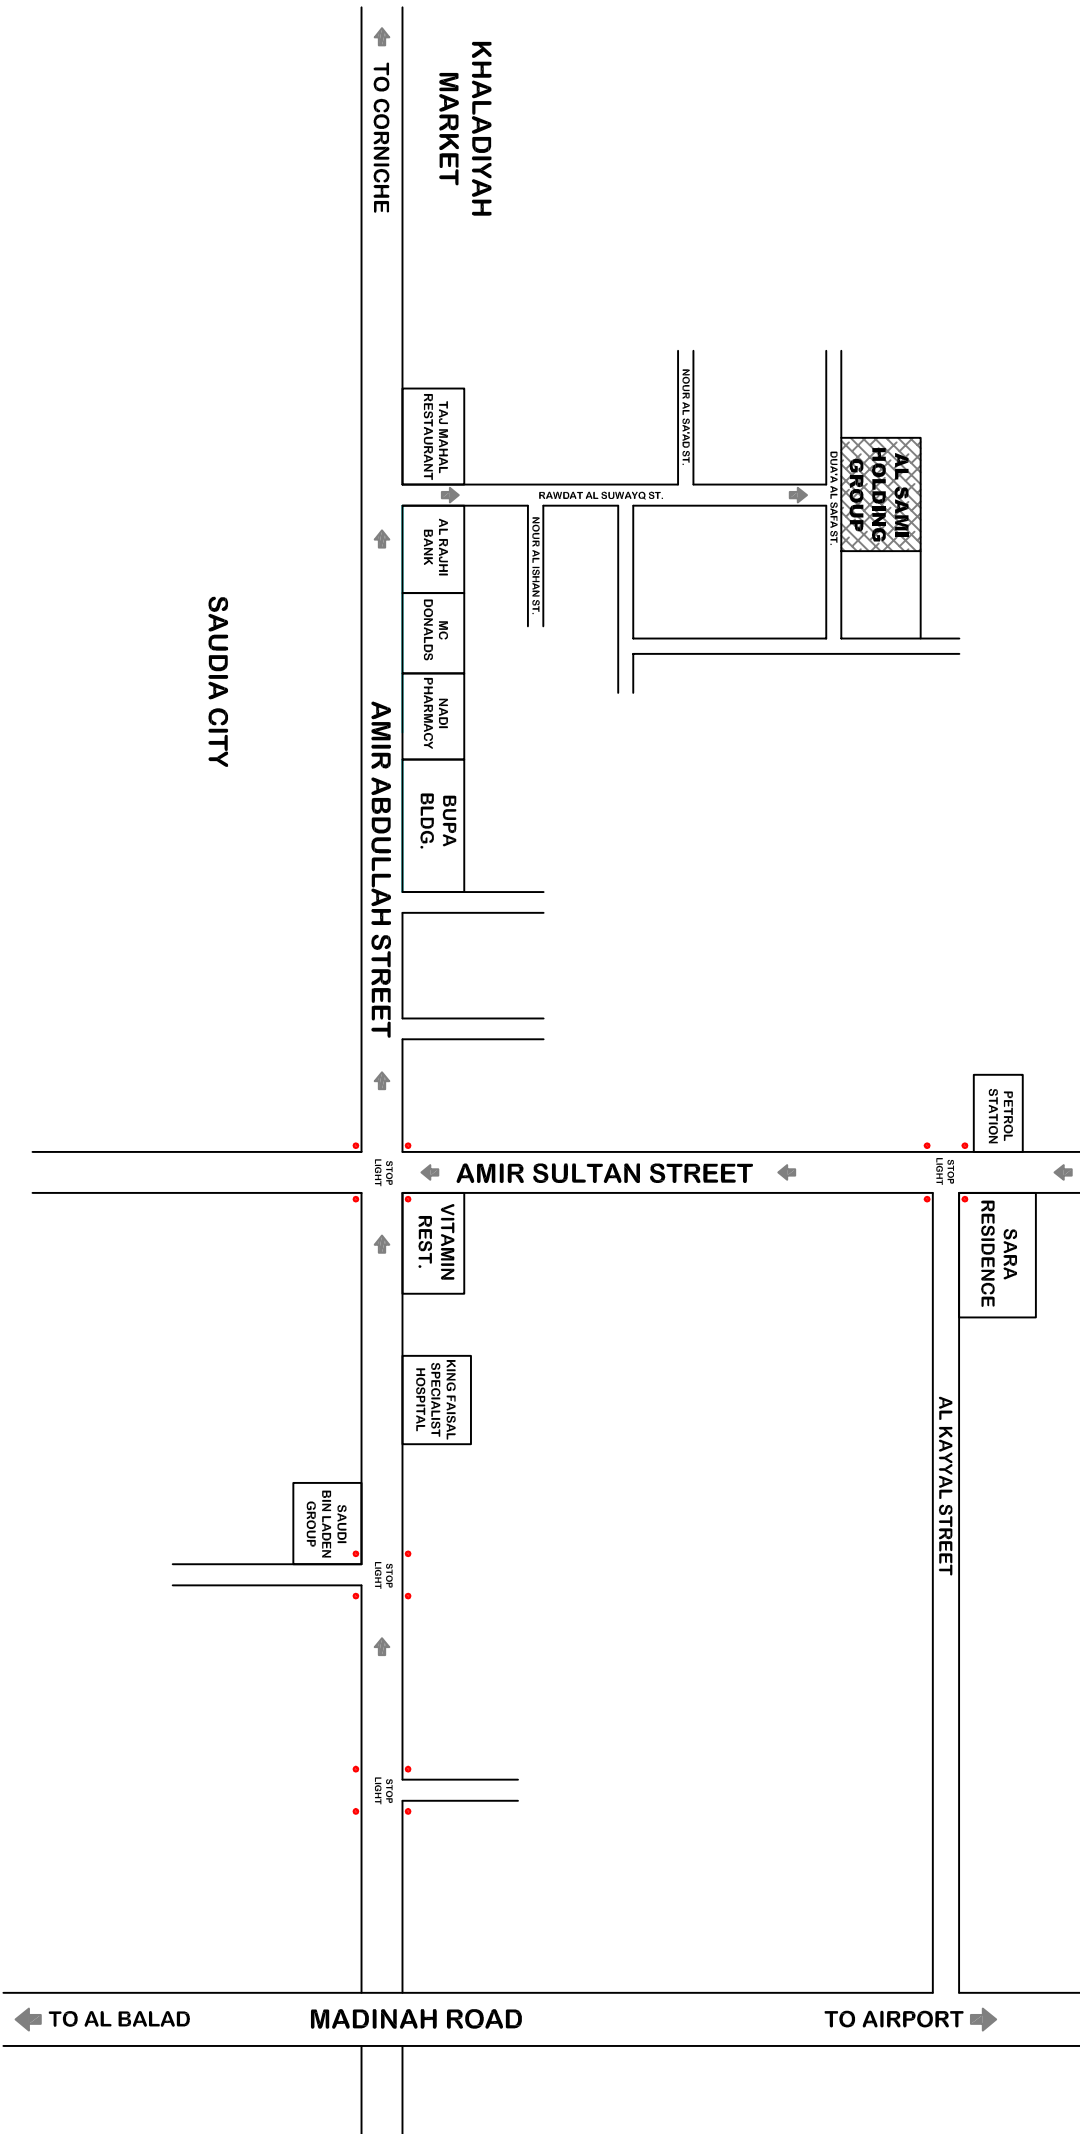 TO CORNICHE
KHALADIYAH
MARKET
TAJ MAHAL
RESTAURANT
NOUR AL SA'AD ST.
AL SAMI
HOLDING
GROUP
DUA'A AL SAFA ST.
RAWDAT AL SUWAYQ ST.
NOUR AL ISHAN ST.
AL RAJHI
BANK
MC
DONALDS
NADI
PHARMACY
BUPA
BLDG.
SAUDIA CITY
AMIR ABDULLAH STREET
PETROL
STATION
STOP
LIGHT
AMIR SULTAN STREET
STOP
LIGHT
VITAMIN
REST.
SARA
RESIDENCE
KING FAISAL
SPECIALIST
HOSPITAL
AL KAYYAL STREET
SAUDI
BIN LADEN
GROUP
STOP
LIGHT
STOP
LIGHT
TO AL BALAD
MADINAH ROAD
TO AIRPORT